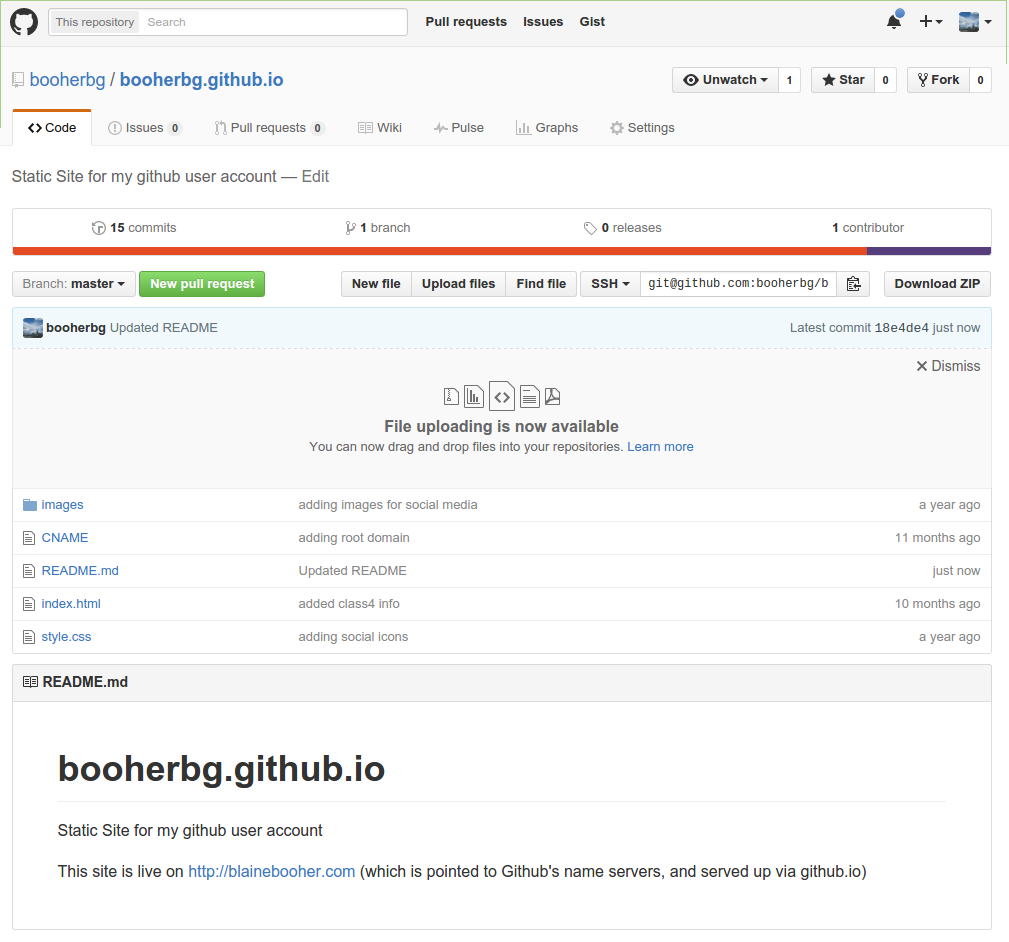 This repository Search Pull requests Issues Gist
booherbg / booherbg.github.io Unwatch 1 Star 0 Fork 0
Code Issues 0 Pull requests 0 Wiki Pulse Graphs Settings
Static Site for my github user account — Edit
15 commits 1 branch 0 releases 1 contributor
Branch: master New pull request New file Upload files Find file SSH git@github.com:booherbg/b Download ZIP
booherbg Updated README Latest commit 18e4de4 just now
Dismiss
File uploading is now available
You can now drag and drop files into your repositories. Learn more
images adding images for social media a year ago
CNAME adding root domain 11 months ago
README.md Updated README just now
index.html added class4 info 10 months ago
style.css adding social icons a year ago
README.md
booherbg.github.io
Static Site for my github user account
This site is live on http://blainebooher.com (which is pointed to Github's name servers, and served up via github.io)